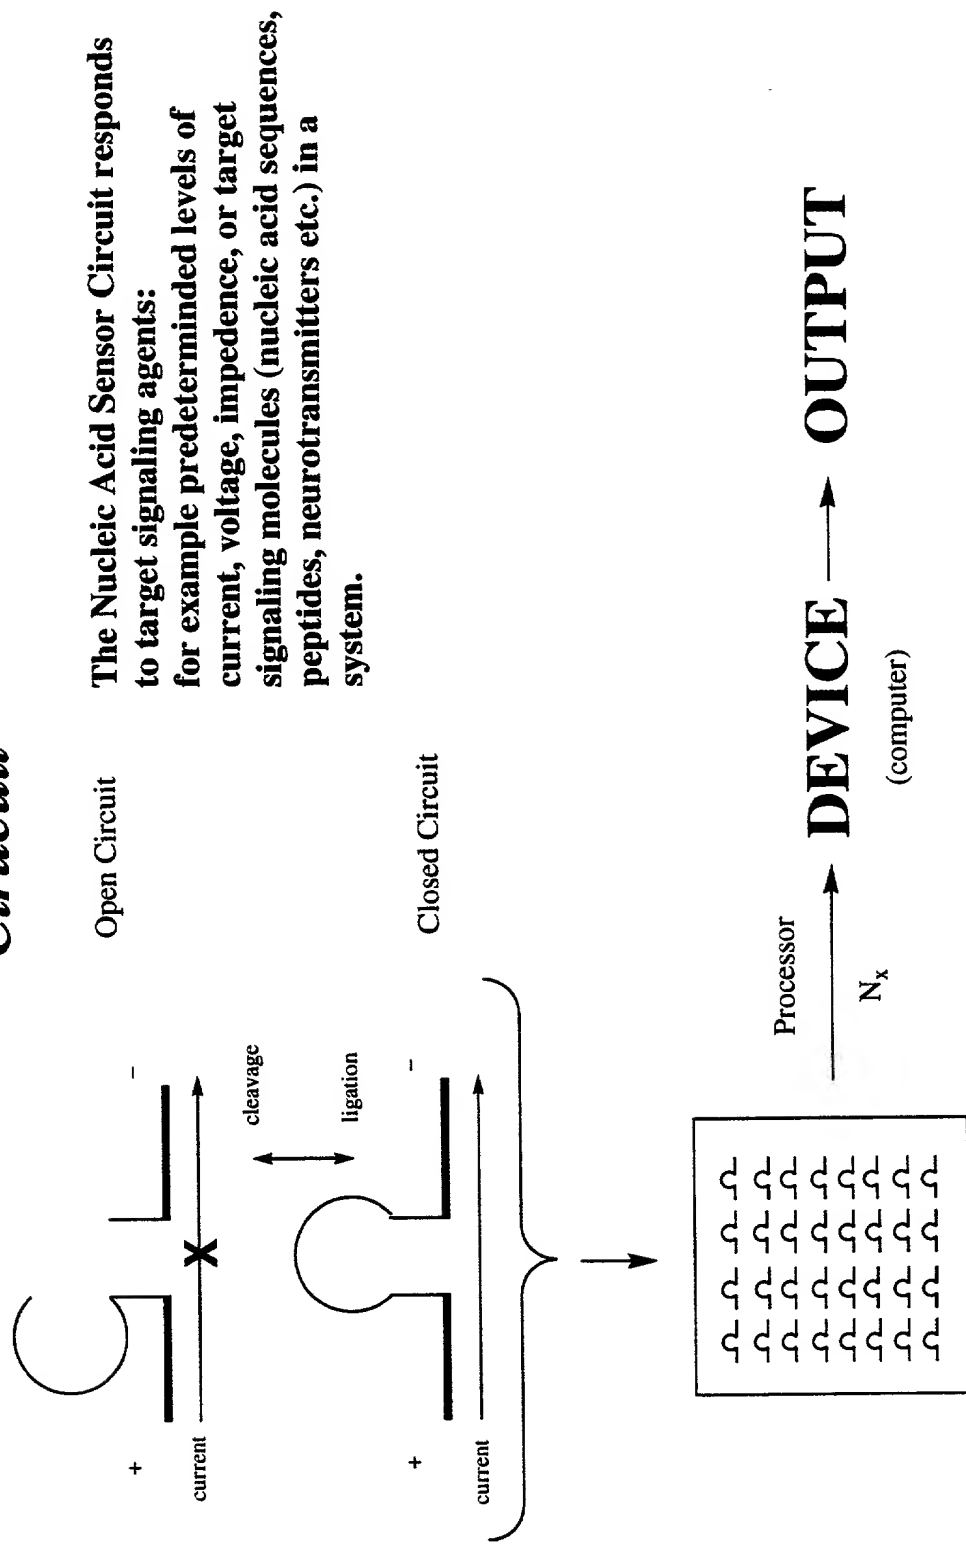 Open Circuit
The Nucleic Acid Sensor Circuit responds
to target signaling agents:
for example predeterminded levels of
current, voltage, impedence, or target
signaling molecules (nucleic acid sequences,
peptides, neurotransmitters etc.) in a
system.
+
-
current
X
cleavage
ligation
Closed Circuit
+
-
current
Processor
Nx
DEVICE
(computer)
OUTPUT